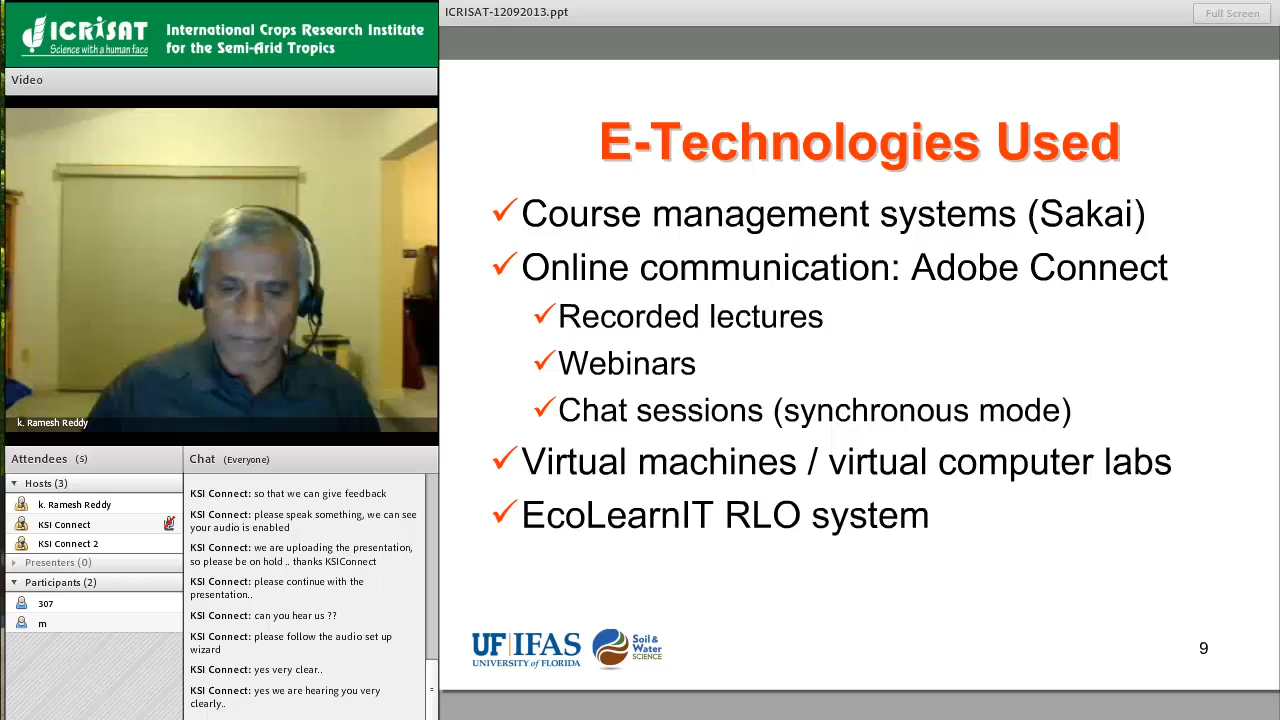 ICRISAT
Science with a human face
International Crops Research Institute
for the Semi-Arid Tropics
Video
k. Ramesh Reddy
Attendees (5)
Hosts (3)
k. Ramesh Reddy
KSI Connect
KSI Connect 2
Presenters (0)
Participants (2)
307
m
Chat (Everyone)
KSI Connect: so that we can give feedback
KSI Connect: please speak something, we can see
your audio is enabled
KSI Connect: we are uploading the presentation,
so please be on hold .. thanks KSIConnect
KSI Connect: please continue with the
presentation..
KSI Connect: can you hear us ??
KSI Connect: please follow the audio set up
wizard
KSI Connect: yes very clear..
KSI Connect: yes we are hearing you very
clearly..
ICRISAT-12092013.ppt
Full Screen
E-Technologies Used
Course management systems (Sakai)
Online communication: Adobe Connect
Recorded lectures
Webinars
Chat sessions (synchronous mode)
Virtual machines / virtual computer labs
EcoLearnIT RLO system
UF|IFAS
UNIVERSITY of FLORIDA
Soil &
Water
SCIENCE
9